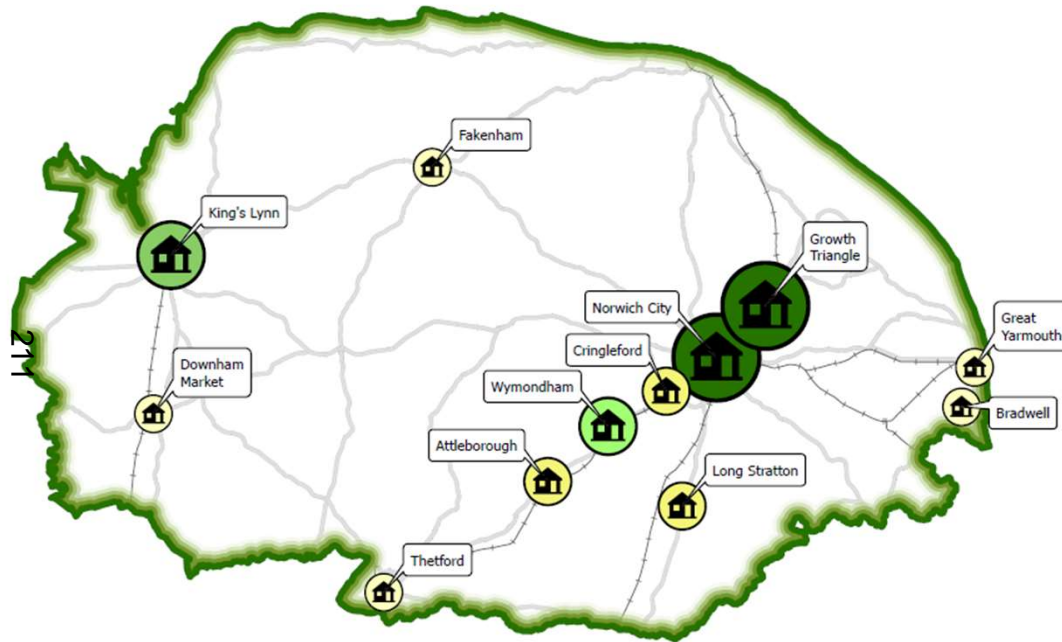 Fakenham
King's Lynn
Growth
Triangle
Norwich City
Great
Yarmouth
211
Cringleford
Downham
Market
Wymondham
Bradwell
Attleborough
Long Stratton
Thetford